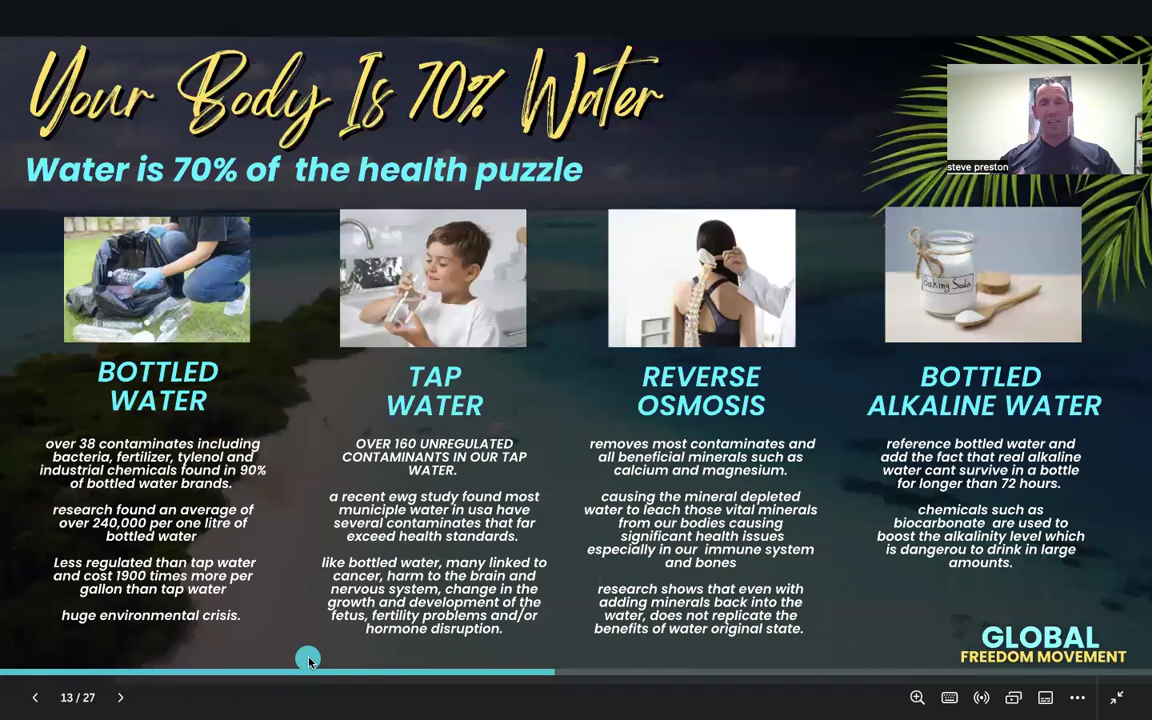 Your Body Is 70% Water
Water is 70% of the health puzzle
steve preston
Baking Soda
BOTTLED
WATER
over 38 contaminates including
bacteria, fertilizer, tylenol and
industrial chemicals found in 90%
of bottled water brands.
research found an average of
over 240,000 per one litre of
bottled water
Less regulated than tap water
and cost 1900 times more per
gallon than tap water
huge environmental crisis.
TAP
WATER
OVER 160 UNREGULATED
CONTAMINANTS IN OUR TAP
WATER.
a recent ewg study found most
municiple water in usa have
several contaminates that far
exceed health standards.
like bottled water, many linked to
cancer, harm to the brain and
nervous system, change in the
growth and development of the
fetus, fertility problems and/or
hormone disruption.
REVERSE
OSMOSIS
removes most contaminates and
all beneficial minerals such as
calcium and magnesium.
causing the mineral depleted
water to leach those vital minerals
from our bodies causing
significant health issues
especially in our immune system
and bones
research shows that even with
adding minerals back into the
water, does not replicate the
benefits of water original state.
BOTTLED
ALKALINE WATER
reference bottled water and
add the fact that real alkaline
water cant survive in a bottle
for longer than 72 hours.
chemicals such as
biocarbonate are used to
boost the alkalinity level which
is dangerou to drink in large
amounts.
GLOBAL
FREEDOM MOVEMENT
13 / 27